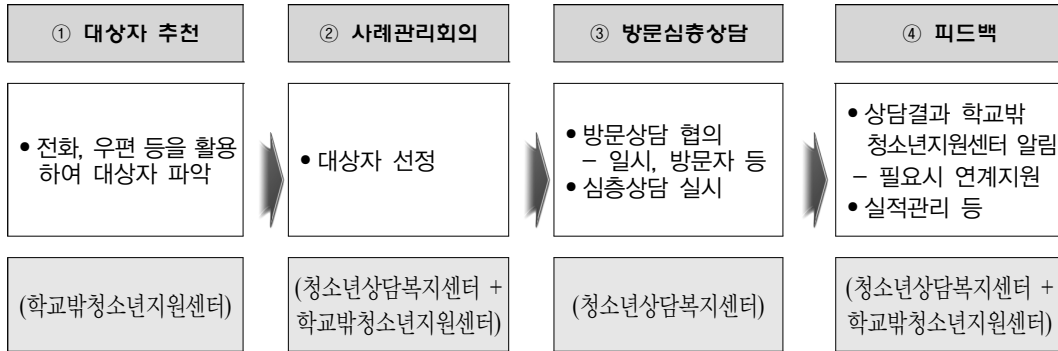 ① 대상자 추천
② 사례관리회의
③ 방문심층상담
④ 피드백
• 전화, 우편 등을 활용
하여 대상자 파악
• 대상자 선정
• 방문상담 협의
- 일시, 방문자 등
• 심층상담 실시
• 상담결과 학교밖
청소년지원센터 알림
- 필요시 연계지원
• 실적관리 등
(학교밖청소년지원센터)
(청소년상담복지센터 +
학교밖청소년지원센터)
(청소년상담복지센터)
(청소년상담복지센터 +
학교밖청소년지원센터)